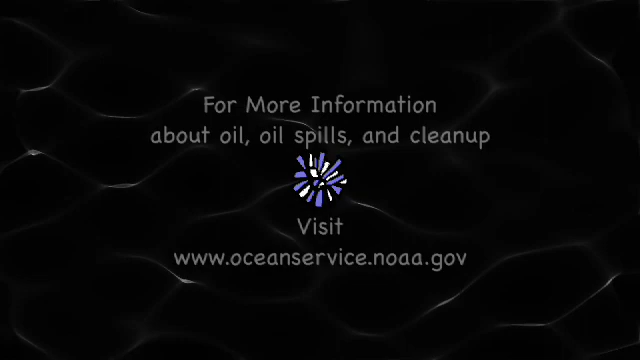 For More Information
about oil, oil spills, and cleanup
Visit
www.oceanservice.noaa.gov